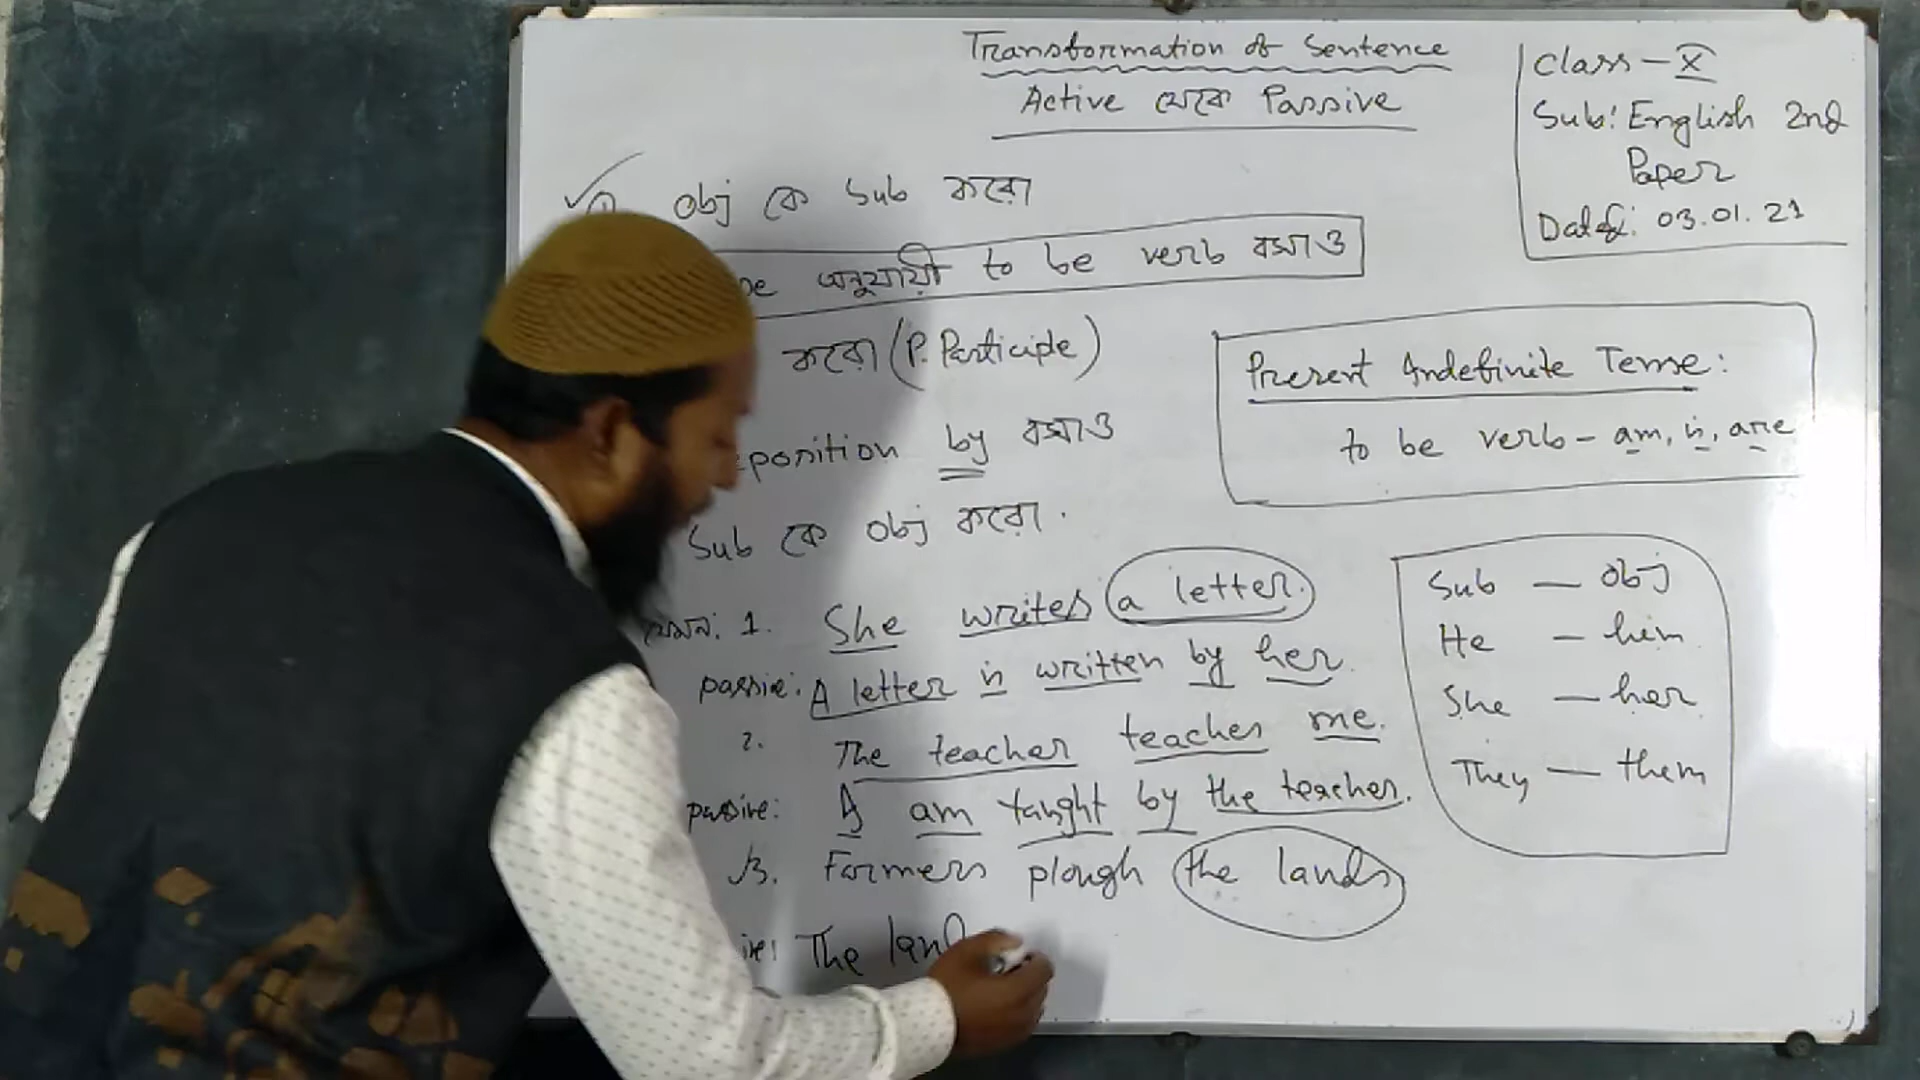 Transformation of Sentence
Active থেকে Passive
Class - X
Sub: English 2nd
Paper
Date: 03.01.21
obj কে Sub করো
অনুযায়ী to be verb বসাও
করো (P. Participle)
by বসাও
Sub কে obj করো.
Present Indefinite Tense:
to be verb - am, is, are
Sub — obj
He — him
She — her
They — them
যেমন: 1. She writes a letter.
passive: A letter is written by her.
2. The teacher teaches me.
passive: I am taught by the teacher.
3. Farmers plough the lands
The land